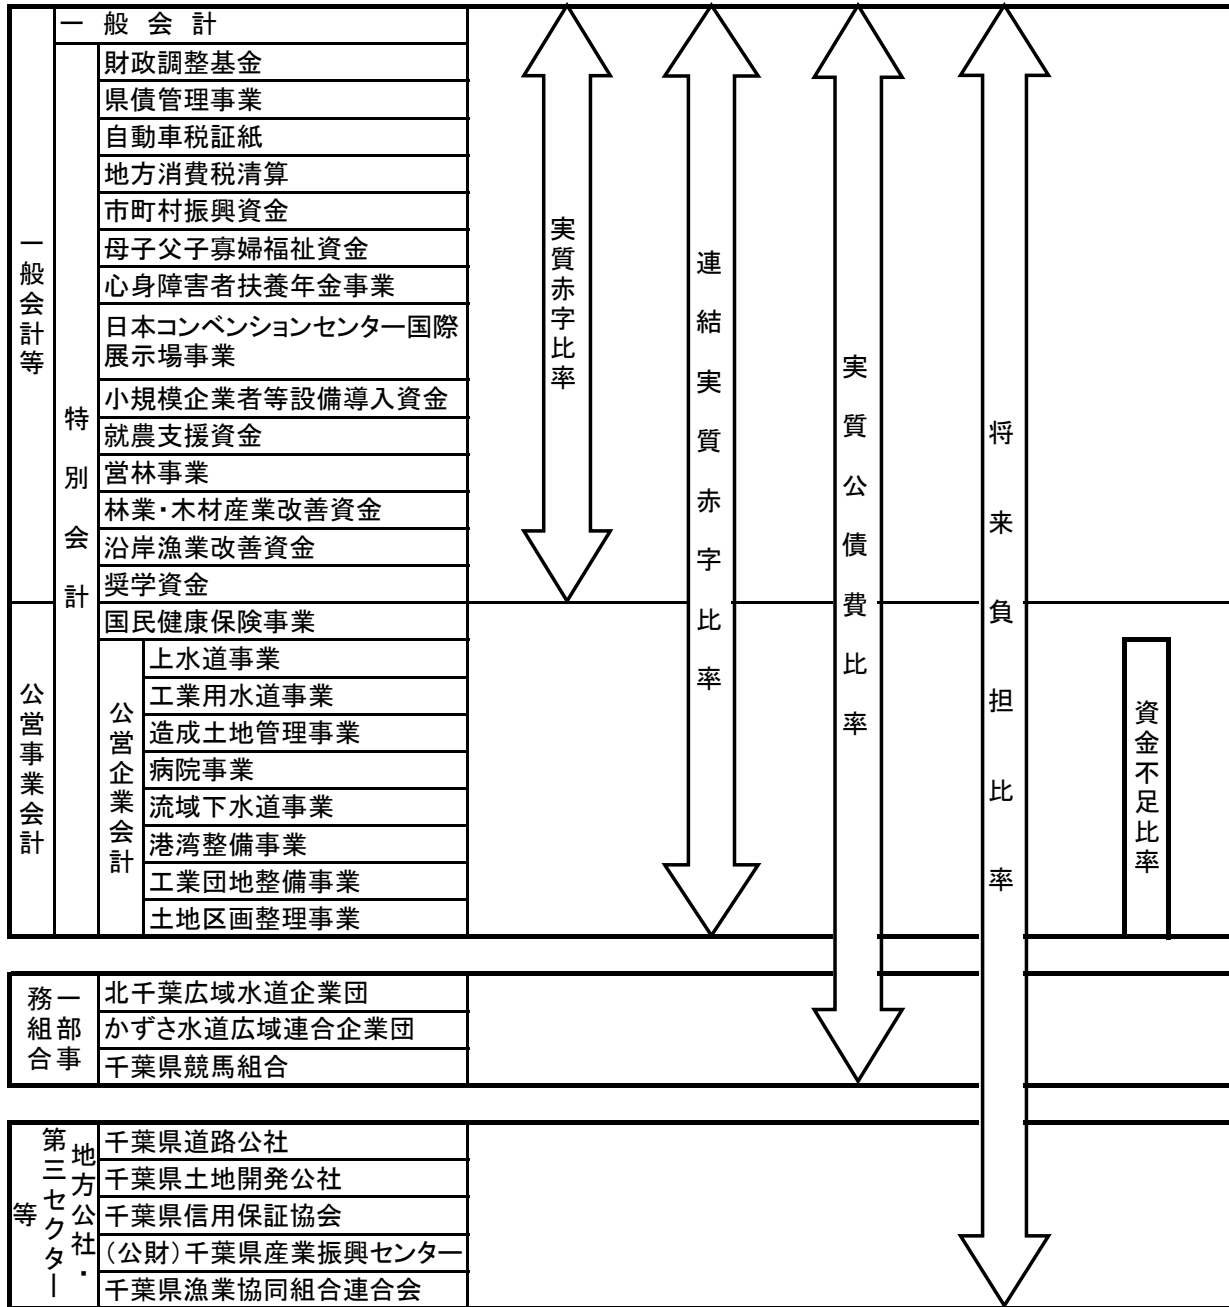 一般会計
一般会計等
特別会計
財政調整基金
県債管理事業
自動車税証紙
地方消費税清算
市町村振興資金
母子父子寡婦福祉資金
心身障害者扶養年金事業
日本コンベンションセンター国際
展示場事業
小規模企業者等設備導入資金
就農支援資金
営林事業
林業・木材産業改善資金
沿岸漁業改善資金
奨学資金
公営事業会計
国民健康保険事業
公営企業会計
上水道事業
工業用水道事業
造成土地管理事業
病院事業
流域下水道事業
港湾整備事業
工業団地整備事業
土地区画整理事業
実質赤字比率
連結実質赤字比率
実質公債費比率
将来負担比率
資金不足比率
一部事
務組合
北千葉広域水道企業団
かずさ水道広域連合企業団
千葉県競馬組合
地方公社・
第三セクター
等
千葉県道路公社
千葉県土地開発公社
千葉県信用保証協会
(公財)千葉県産業振興センター
千葉県漁業協同組合連合会